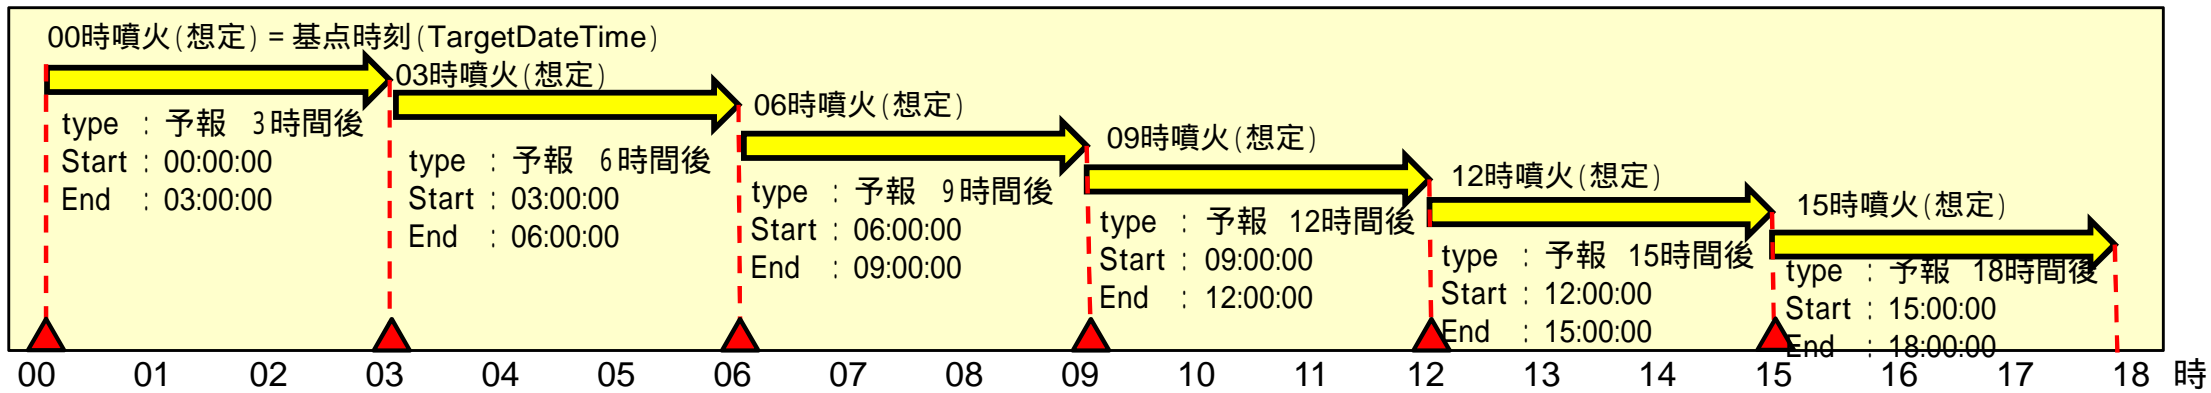 00時噴火(想定) = 基点時刻(TargetDateTime)
type : 予報 3時間後
Start : 00:00:00
End : 03:00:00
03時噴火(想定)
type : 予報 6時間後
Start : 03:00:00
End : 06:00:00
06時噴火(想定)
type : 予報 9時間後
Start : 06:00:00
End : 09:00:00
09時噴火(想定)
type : 予報 12時間後
Start : 09:00:00
End : 12:00:00
12時噴火(想定)
type : 予報 15時間後
Start : 12:00:00
End : 15:00:00
15時噴火(想定)
type : 予報 18時間後
Start : 15:00:00
End : 18:00:00
00 01 02 03 04 05 06 07 08 09 10 11 12 13 14 15 16 17 18 時